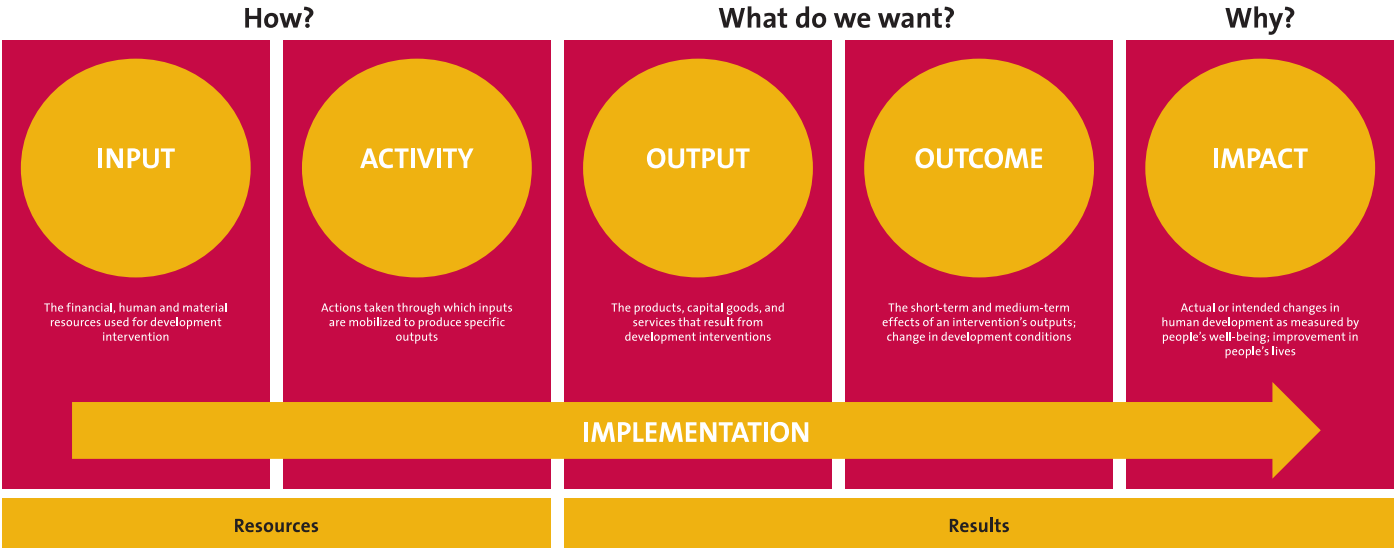 How?
What do we want?
Why?
INPUT
The financial, human and material
resources used for development
intervention
ACTIVITY
Actions taken through which inputs
are mobilized to produce specific
outputs
OUTPUT
The products, capital goods, and
services that result from
development interventions
OUTCOME
The short-term and medium-term
effects of an intervention’s outputs;
change in development conditions
IMPACT
Actual or intended changes in
human development as measured by
people’s well-being; improvement in
people’s lives
IMPLEMENTATION
Resources
Results